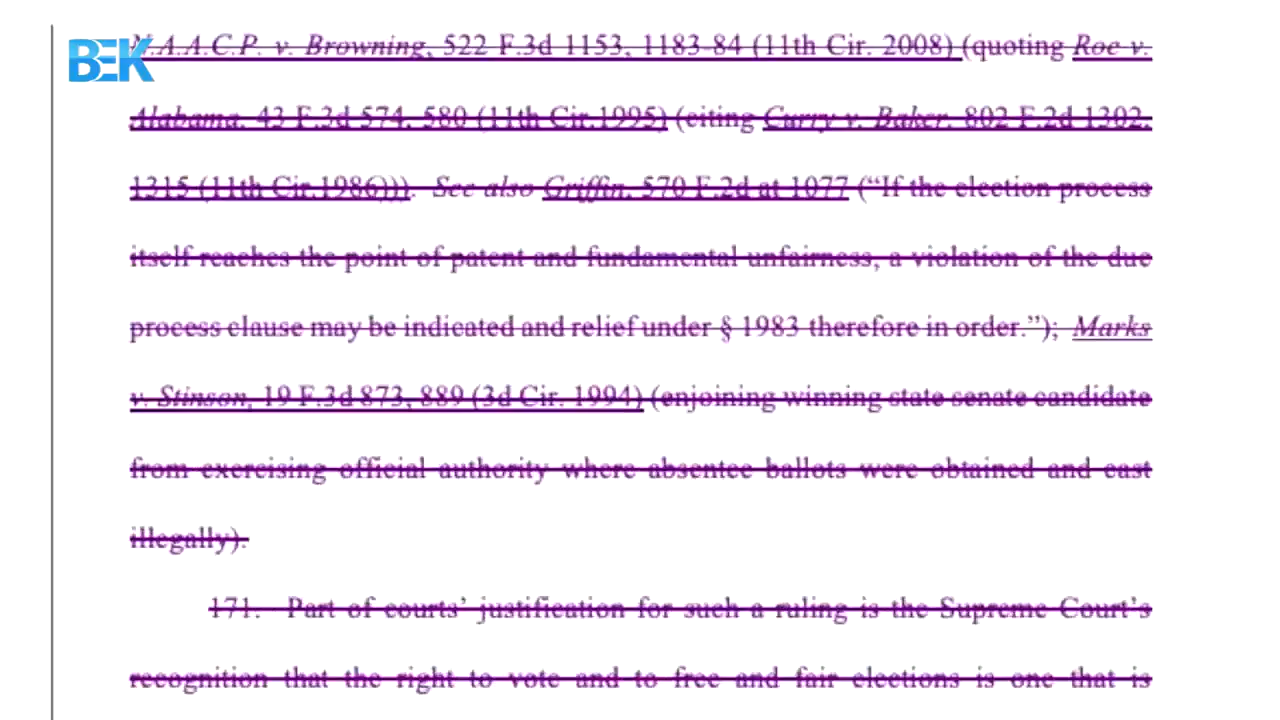 BEK
N.A.A.C.P. v. Browning, 522 F.3d 1153, 1183-84 (11th Cir. 2008) (quoting Roe v.
Alabama, 43 F.3d 574, 580 (11th Cir.1995) (citing Curry v. Baker, 802 F.2d 1302,
1315 (11th Cir.1986))). See also Griffin, 570 F.2d at 1077 (“If the election process
itself reaches the point of patent and fundamental unfairness, a violation of the due
process clause may be indicated and relief under § 1983 therefore in order.”); Marks
v. Stinson, 19 F.3d 873, 889 (3d Cir. 1994) (enjoining winning state senate candidate
from exercising official authority where absentee ballots were obtained and cast
illegally).
171. Part of courts’ justification for such a ruling is the Supreme Court’s
recognition that the right to vote and to free and fair elections is one that is